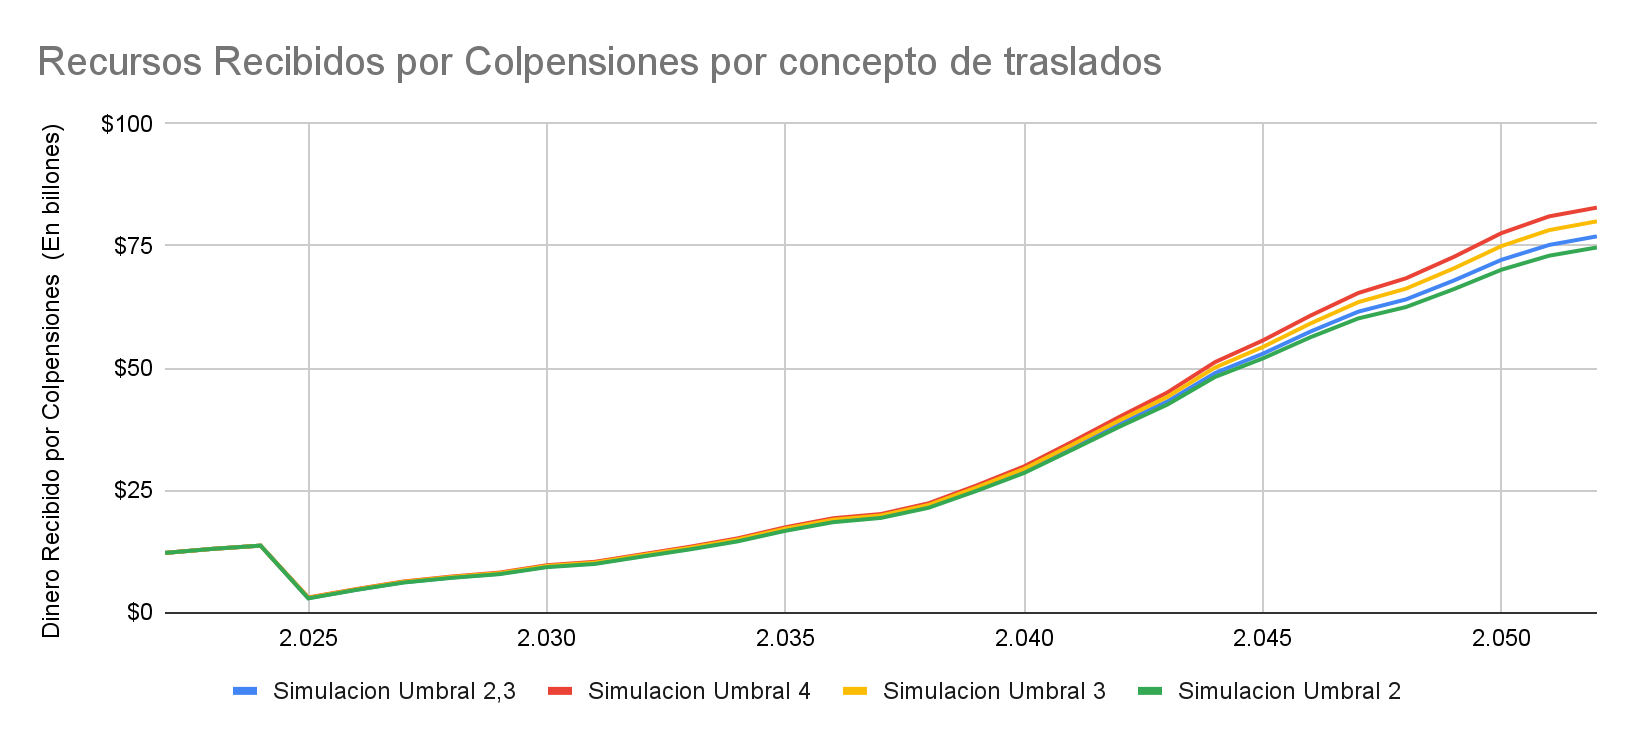 Recursos Recibidos por Colpensiones por concepto de traslados
Dinero Recibido por Colpensiones (En billones)
$100
$75
$50
$25
$0
2.025
2.030
2.035
2.040
2.045
2.050
Simulacion Umbral 2,3
Simulacion Umbral 4
Simulacion Umbral 3
Simulacion Umbral 2